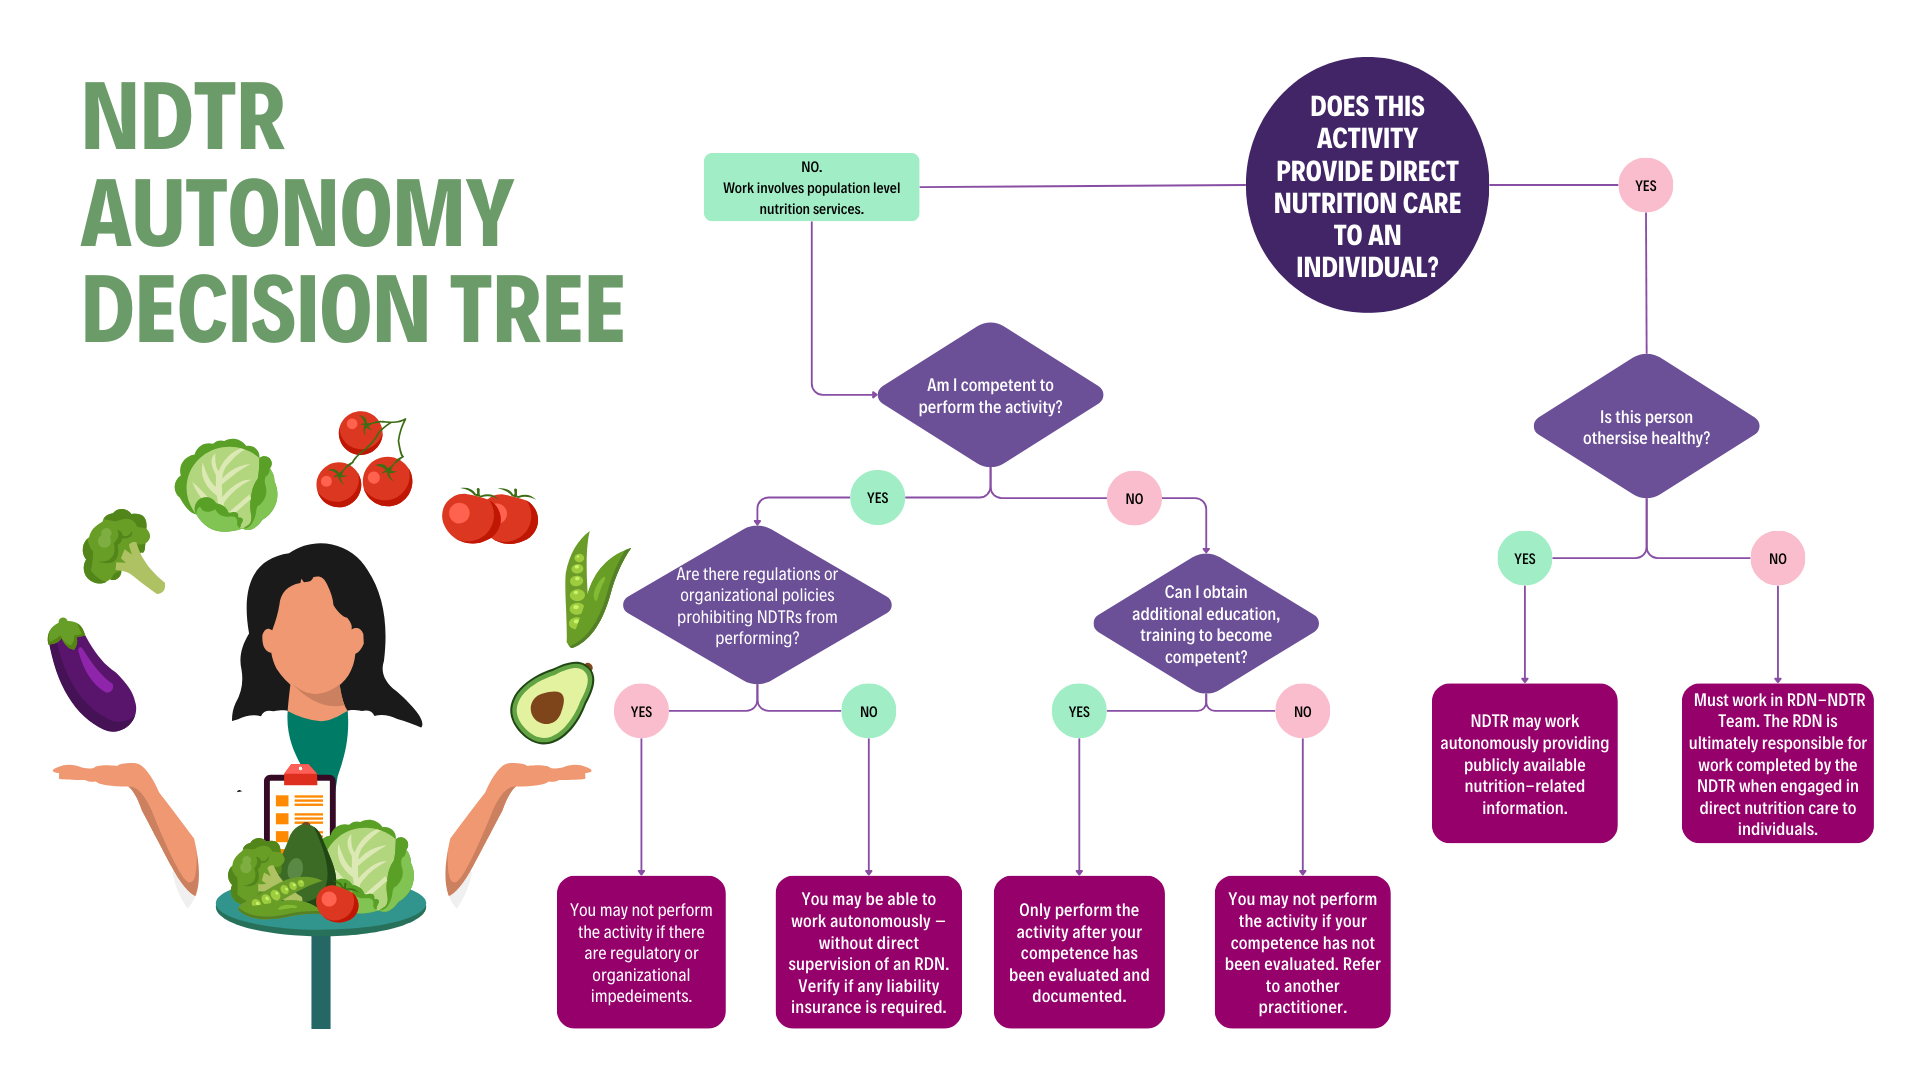 NDTR
AUTONOMY
DECISION TREE
DOES THIS
ACTIVITY
PROVIDE DIRECT
NUTRITION CARE
TO AN
INDIVIDUAL?
NO.
Work involves population level
nutrition services.
YES
Am I competent to
perform the activity?
Is this person
othersise healthy?
YES
NO
Are there regulations or
organizational policies
prohibiting NDTRs from
performing?
Can I obtain
additional education,
training to become
competent?
YES
NO
YES
NO
YES
NO
NDTR may work
autonomously providing
publicly available
nutrition–related
information.
Must work in RDN–NDTR
Team. The RDN is
ultimately responsible for
work completed by the
NDTR when engaged in
direct nutrition care to
individuals.
You may not perform
the activity if there
are regulatory or
organizational
impedeiments.
You may be able to
work autonomously –
without direct
supervision of an RDN.
Verify if any liability
insurance is required.
Only perform the
activity after your
competence has
been evaluated and
documented.
You may not perform
the activity if your
competence has not
been evaluated. Refer
to another
practitioner.